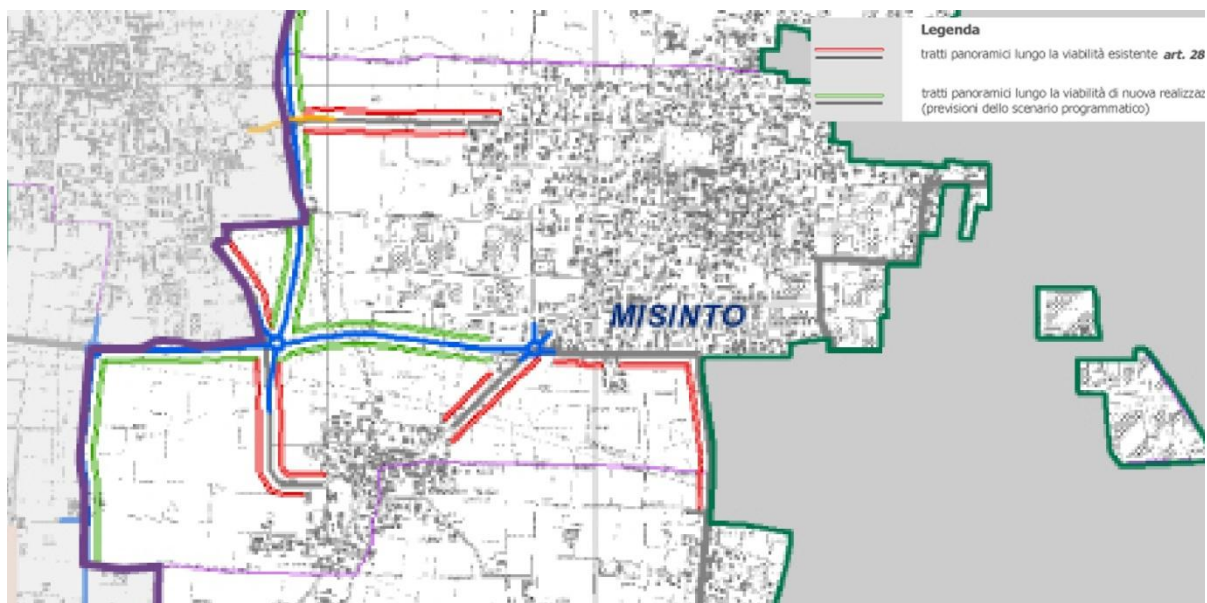 Legenda
tratti panoramici lungo la viabilità esistente art. 28
tratti panoramici lungo la viabilità di nuova realizzaz
(previsioni dello scenario programmatico)
MISINTO